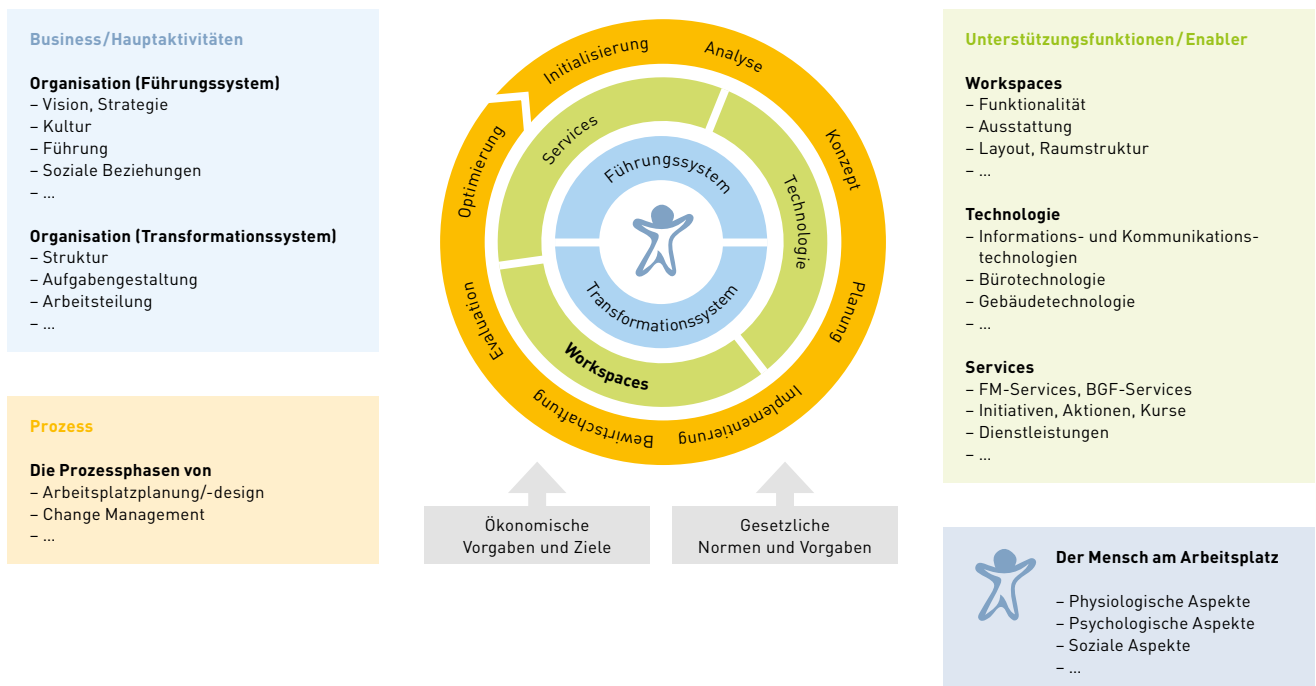 Business/Hauptaktivitäten
Organisation (Führungssystem)
– Vision, Strategie
– Kultur
– Führung
– Soziale Beziehungen
– ...
Organisation (Transformationssystem)
– Struktur
– Aufgabengestaltung
– Arbeitsteilung
– ...
Prozess
Die Prozessphasen von
– Arbeitsplatzplanung/-design
– Change Management
– ...
Initialisierung
Analyse
Konzept
Planung
Implementierung
Bewirtschaftung
Evaluation
Optimierung
Services
Technologie
Workspaces
Führungssystem
Transformationssystem
Ökonomische
Vorgaben und Ziele
Gesetzliche
Normen und Vorgaben
Unterstützungsfunktionen/Enabler
Workspaces
– Funktionalität
– Ausstattung
– Layout, Raumstruktur
– ...
Technologie
– Informations- und Kommunikations-
technologien
– Bürotechnologie
– Gebäudetechnologie
– ...
Services
– FM-Services, BGF-Services
– Initiativen, Aktionen, Kurse
– Dienstleistungen
– ...
Der Mensch am Arbeitsplatz
– Physiologische Aspekte
– Psychologische Aspekte
– Soziale Aspekte
– ...